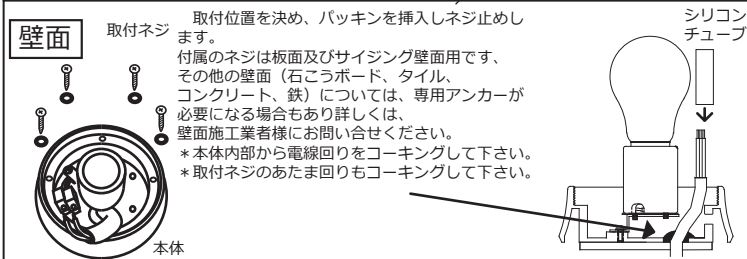 壁面
取付ネジ
取付位置を決め、パッキンを挿入しネジ止めし
ます。
付属のネジは板面及びサイジング壁面用です、
その他の壁面（石こうボード、タイル、
コンクリート、鉄）については、専用アンカーが
必要になる場合もあり詳しくは、
壁面施工業者様にお問い合せください。
＊本体内部から電線回りをコーキングして下さい。
＊取付ネジのあたま回りもコーキングして下さい。
本体
シリコン
チューブ